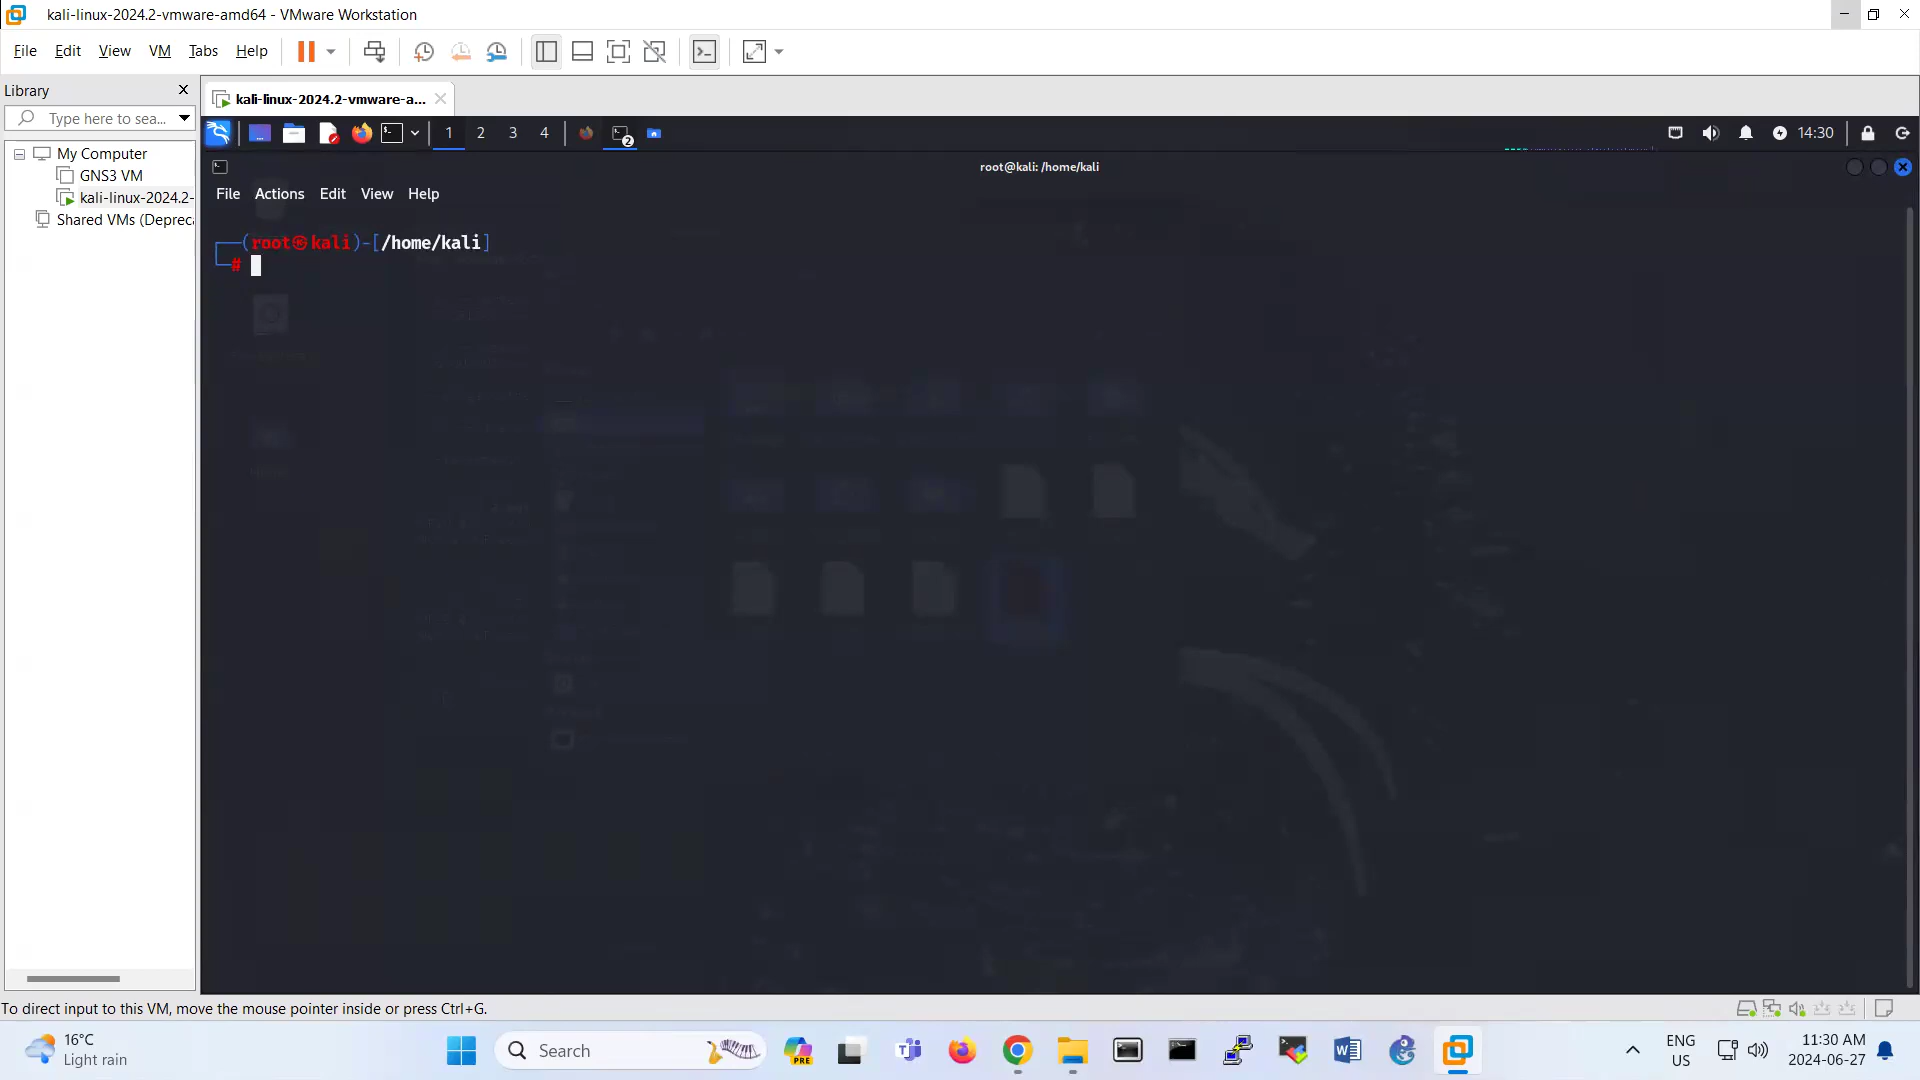 kali-linux-2024.2-vmware-amd64 - VMware Workstation
File Edit View VM Tabs Help
Library
kali-linux-2024.2-vmware-a...
Type here to sea...
1 2 3 4
2
14:30
My Computer
GNS3 VM
kali-linux-2024.2-
Shared VMs (Depreca
root@kali: /home/kali
File Actions Edit View Help
(root㉿kali)-[/home/kali]
#
To direct input to this VM, move the mouse pointer inside or press Ctrl+G.
16°C
Light rain
Search
PRE
ENG
US
11:30 AM
2024-06-27